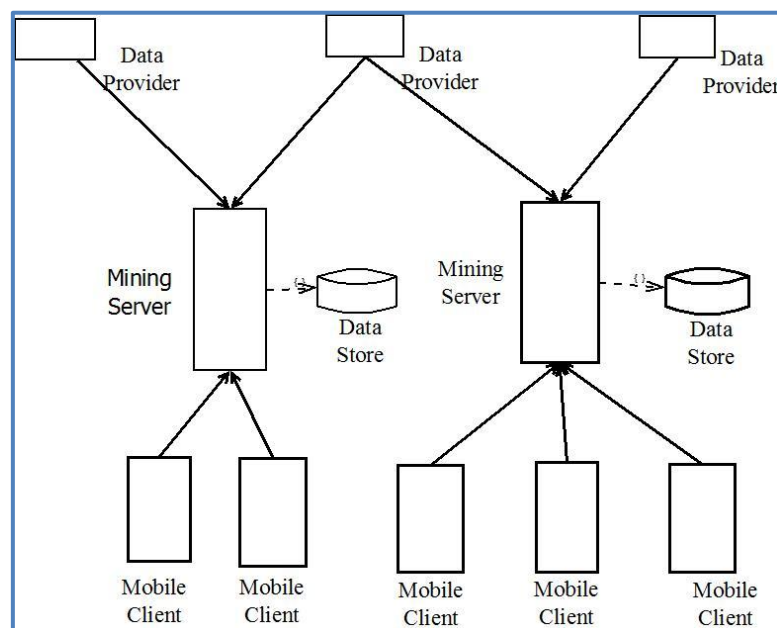 Data
Provider
Data
Provider
Data
Provider
Mining
Server
{ }
Data
Store
Mining
Server
{ }
Data
Store
Mobile
Client
Mobile
Client
Mobile
Client
Mobile
Client
Mobile
Client